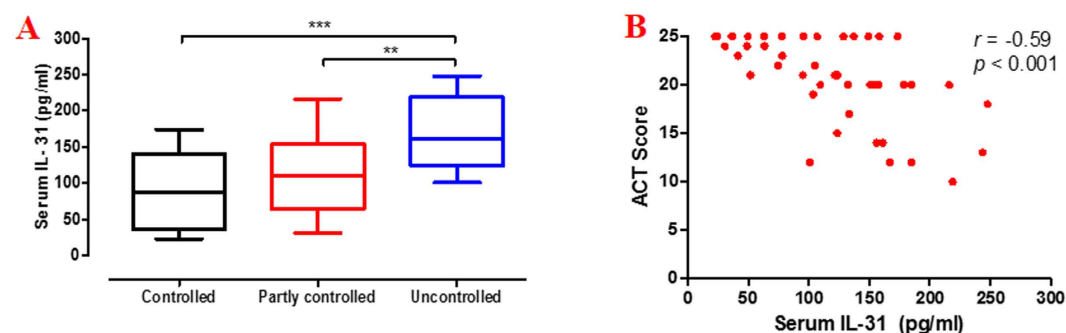 A
Serum IL- 31 (pg/ml)
300
250
200
150
100
50
0
***
**
Controlled
Partly controlled
Uncontrolled
B
ACT Score
25
20
15
10
5
0
r = -0.59
p < 0.001
0
50
100
150
200
250
300
Serum IL-31 (pg/ml)